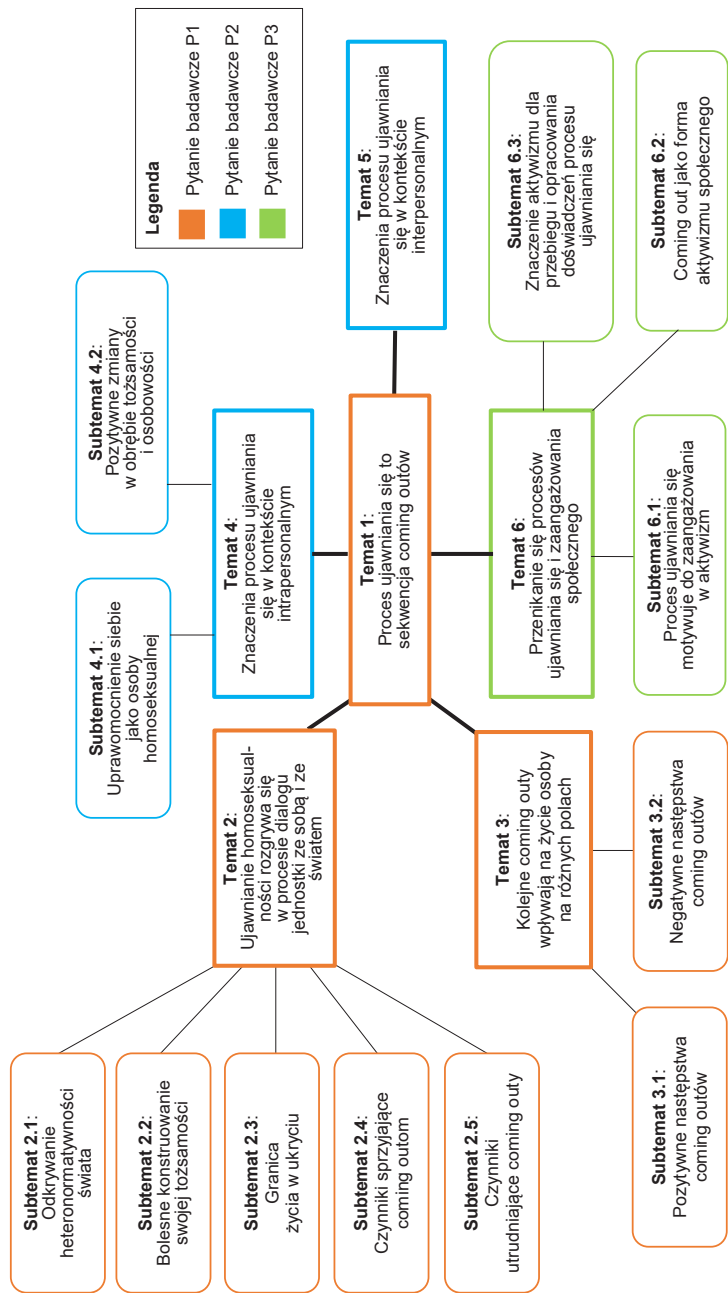 Subtemat 2.1:
Odkrywanie
heteronormatywności
świata
Subtemat 2.2:
Bolesne konstruowanie
swojej tożsamości
Subtemat 2.3:
Granica
życia w ukryciu
Subtemat 2.4:
Czynniki sprzyjające
coming outom
Subtemat 2.5:
Czynniki
utrudniające coming outy
Subtemat 3.1:
Pozytywne następstwa
coming outów
Temat 2:
Ujawnianie homoseksual-
ności rozgrywa się
w procesie dialogu
jednostki ze sobą i ze
światem
Temat 3:
Kolejne coming outy
wpływają na życie osoby
na różnych polach
Subtemat 3.2:
Negatywne następstwa
coming outów
Subtemat 4.1:
Uprawomocnienie siebie
jako osoby
homoseksualnej
Subtemat 4.2:
Pozytywne zmiany
w obrębie tożsamości
i osobowości
Temat 4:
Znaczenia procesu ujawniania
się w kontekście
intrapersonalnym
Temat 1:
Proces ujawniania się to
sekwencja coming outów
Temat 6:
Przenikanie się procesów
ujawniania się i zaangażowania
społecznego
Subtemat 6.1:
Proces ujawniania się
motywuje do zaangażowania
w aktywizm
Legenda
Pytanie badawcze P1
Pytanie badawcze P2
Pytanie badawcze P3
Temat 5:
Znaczenia procesu ujawniania
się w kontekście
interpersonalnym
Subtemat 6.3:
Znaczenie aktywizmu dla
przebiegu i opracowania
doświadczeń procesu
ujawniania się
Subtemat 6.2:
Coming out jako forma
aktywizmu społecznego